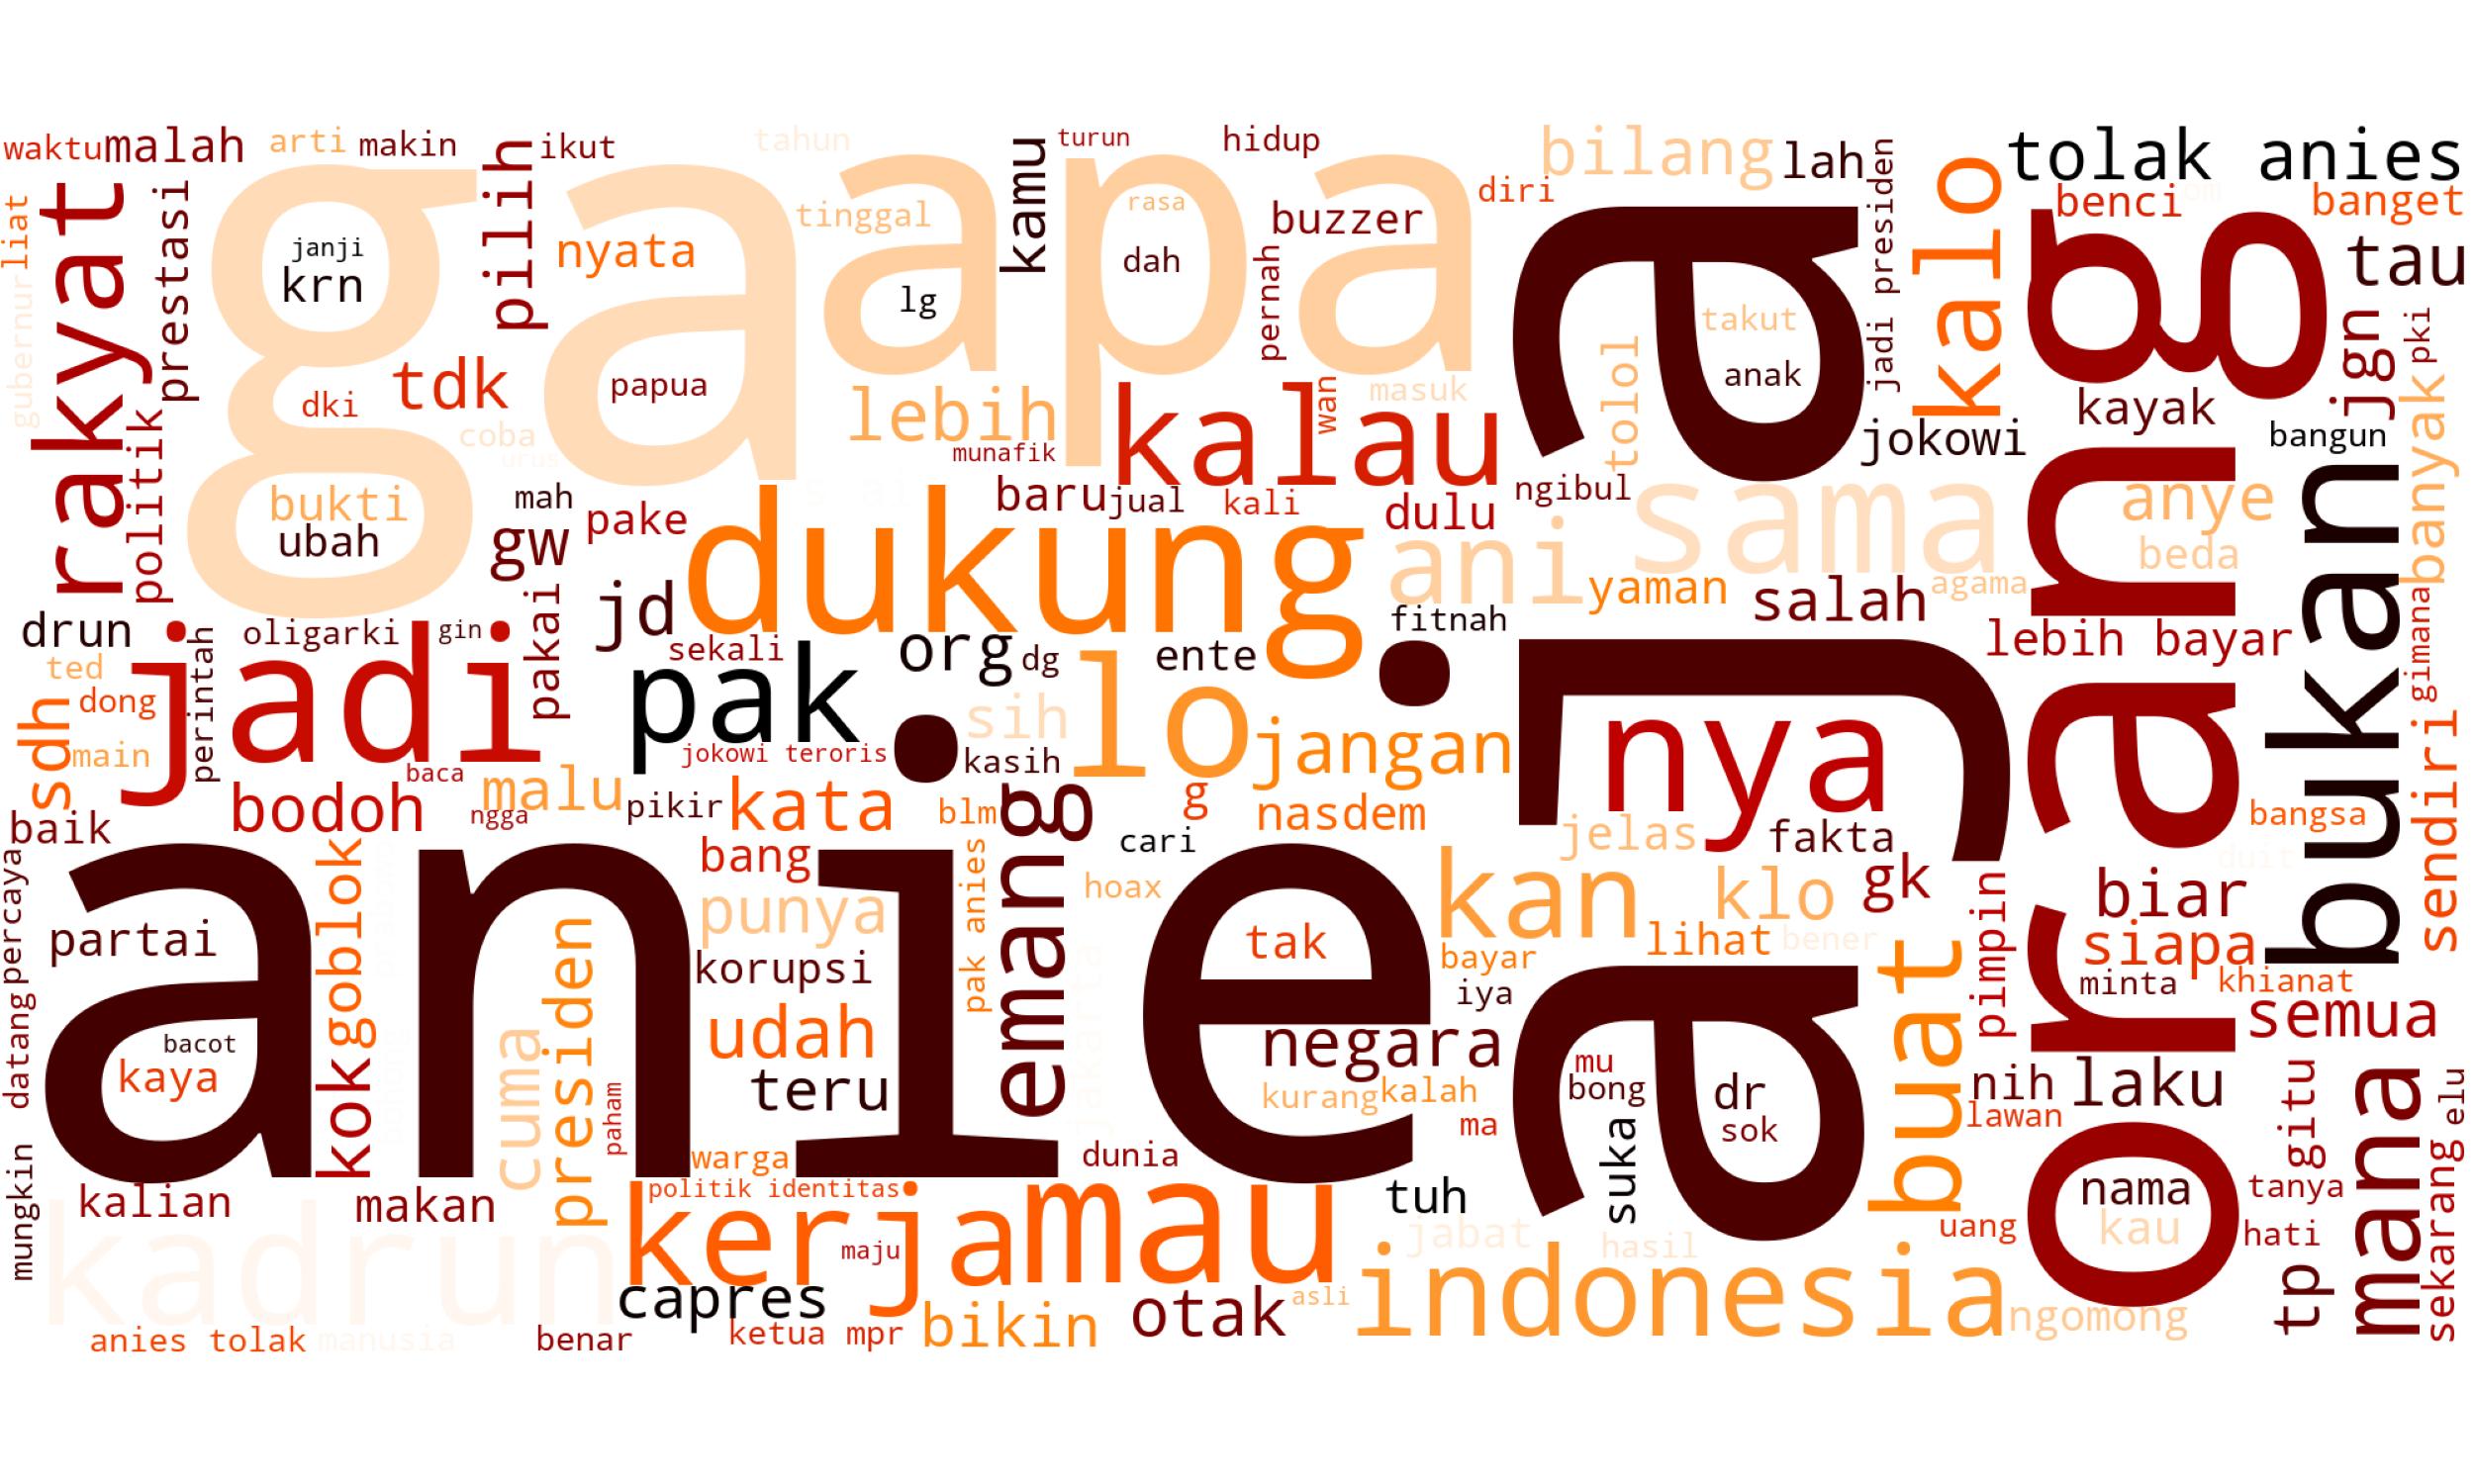 waktu
malah
arti
makin
ikut
tahun
turun
hidup
bilang
lah
tolak anies
rakyat
prestasi
liat
gubernur
politik
janji
krn
ga
pilih
nyata
tinggal
kamu
apa
rasa
dah
lg
buzzer
pernah
diri
jadi presiden
kalo
benci
om
banget
tau
orang
aja
takut
anak
tolol
dki
tdk
papua
coba
urus
lebih
munafik
kalau
wan
masuk
jokowi
kayak
bangun
jgn
pki
banyak
bukti
ubah
mah
gw
pake
dukung
baru
jual
kali
dulu
ngibul
sama
ani
anye
beda
bukan
yaman
agama
salah
fitnah
drun
oligarki
gin
pakai
jd
sekali
org
dg
ente
lebih bayar
gimana
ted
dong
main
sdh
jadi
perintah
pak
jokowi teroris
sih
kasih
lo
jangan
nya
sendiri
baca
bodoh
ngga
malu
pikir
kata
blm
g
nasdem
jelas
fakta
bangsa
baik
percaya
bang
emang
cari
hoax
kan
klo
gk
duit
biar
siapa
anies
partai
goblok
kok
punya
korupsi
pak anies
jakarta
tak
bayar
iya
lihat
bener
pimpin
minta
khianat
semua
datang
bacot
kaya
cuma
presiden
udah
teru
paham
negara
kurang
kalah
ma
mu
bong
dr
sok
suka
buat
nih
laku
lawan
gitu
mana
elu
mungkin
kalian
makan
warga
dunia
politik identitas
kadrun
kerja
maju
mau
tuh
jabat
hasil
uang
nama
kau
tanya
hati
sekarang
capres
bikin
otak
asli
indonesia
ngomong
tp
anies tolak
manusia
benar
ketua mpr